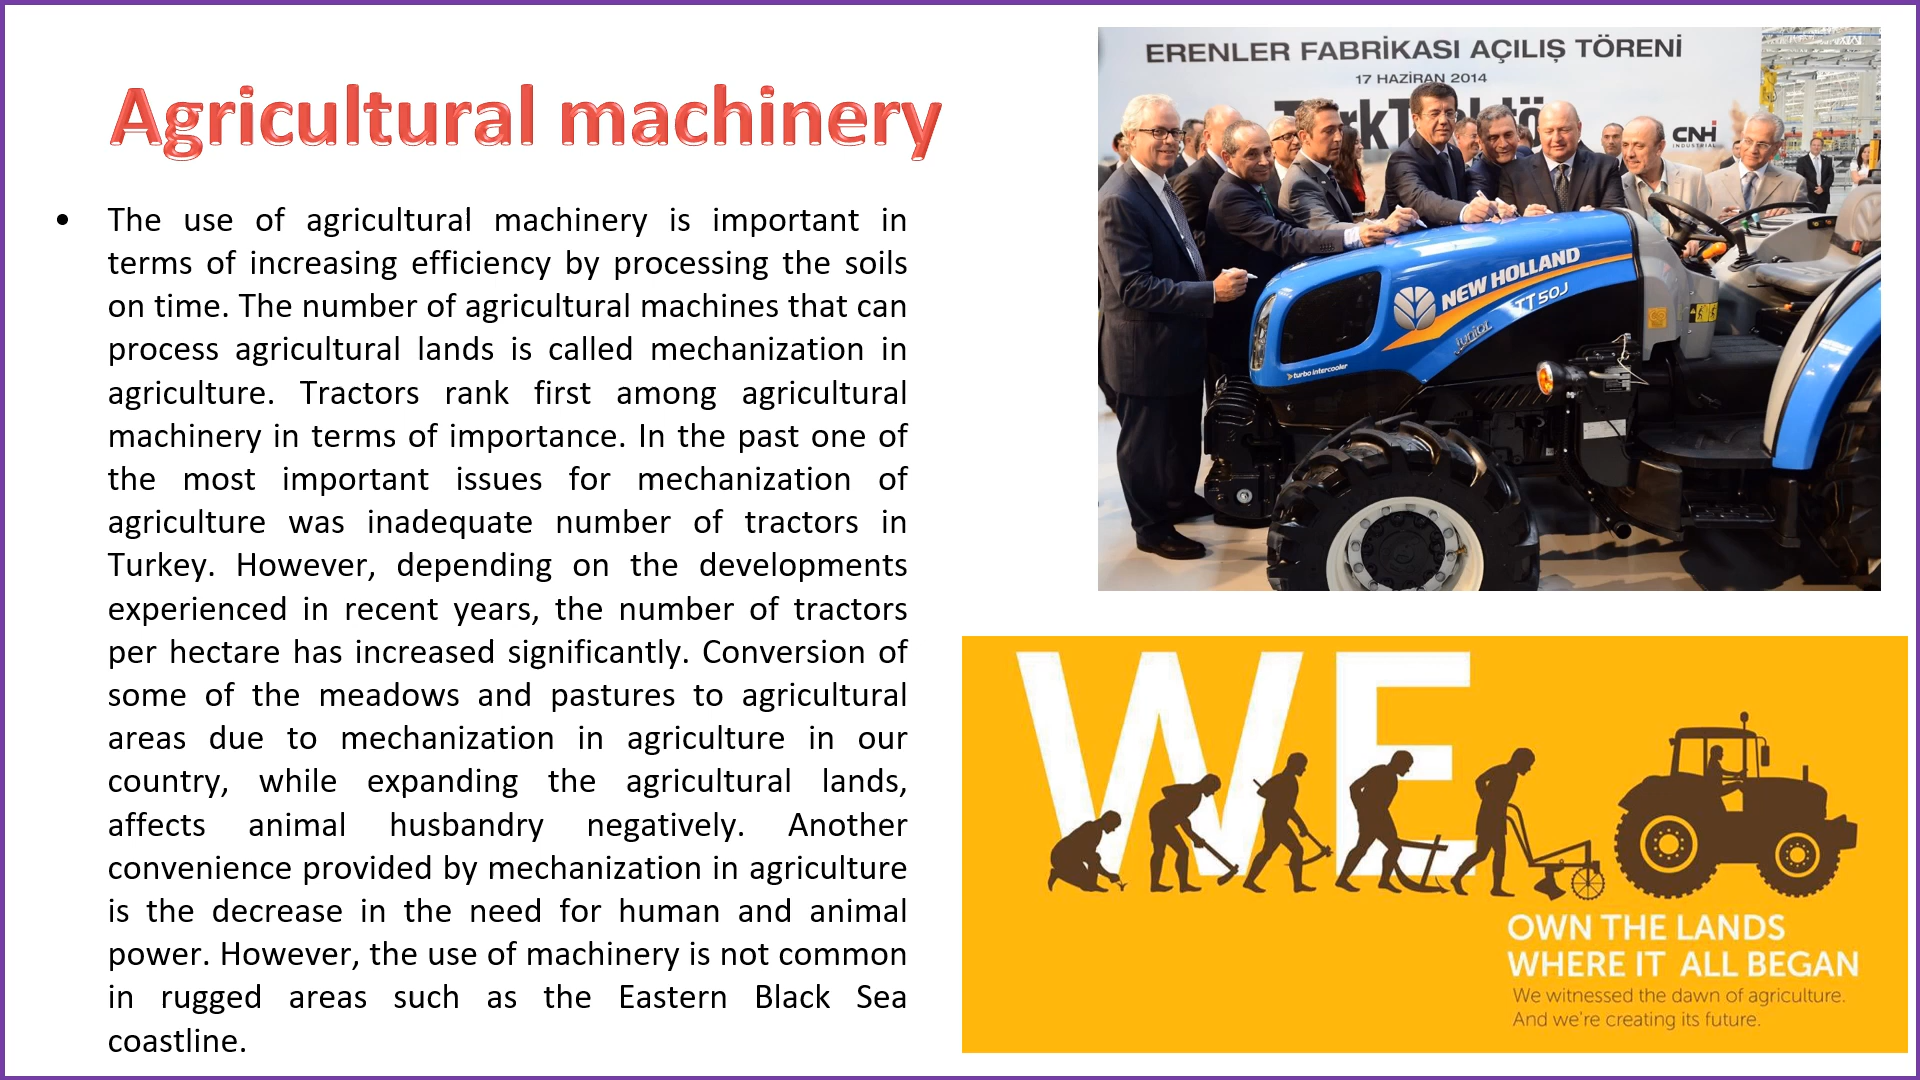 Agricultural machinery
• The use of agricultural machinery is important in
terms of increasing efficiency by processing the soils
on time. The number of agricultural machines that can
process agricultural lands is called mechanization in
agriculture. Tractors rank first among agricultural
machinery in terms of importance. In the past one of
the most important issues for mechanization of
agriculture was inadequate number of tractors in
Turkey. However, depending on the developments
experienced in recent years, the number of tractors
per hectare has increased significantly. Conversion of
some of the meadows and pastures to agricultural
areas due to mechanization in agriculture in our
country, while expanding the agricultural lands,
affects animal husbandry negatively. Another
convenience provided by mechanization in agriculture
is the decrease in the need for human and animal
power. However, the use of machinery is not common
in rugged areas such as the Eastern Black Sea
coastline.
ERENLER FABRİKASI AÇILIŞ TÖRENİ
17 HAZİRAN 2014
CNH
INDUSTRIAL
NEW HOLLAND
TT 50J
junior
turbo intercooler
WE
OWN THE LANDS
WHERE IT ALL BEGAN
We witnessed the dawn of agriculture.
And we're creating its future.